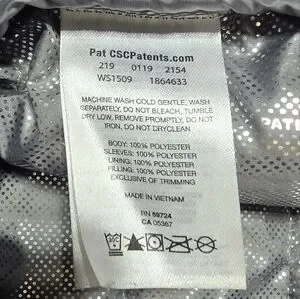 Pat CSCPatents.com
219 0119 2154
WS1509 1864633
MACHINE WASH COLD GENTLE, WASH
SEPARATELY, DO NOT BLEACH, TUMBLE
DRY LOW, REMOVE PROMPTLY, DO NOT
IRON, DO NOT DRYCLEAN
BODY: 100% POLYESTER
SLEEVES: 100% POLYESTER
LINING: 100% POLYESTER
FILLING: 100% POLYESTER
EXCLUSIVE OF TRIMMING
MADE IN VIETNAM
RN 69724
CA 05367
PAT